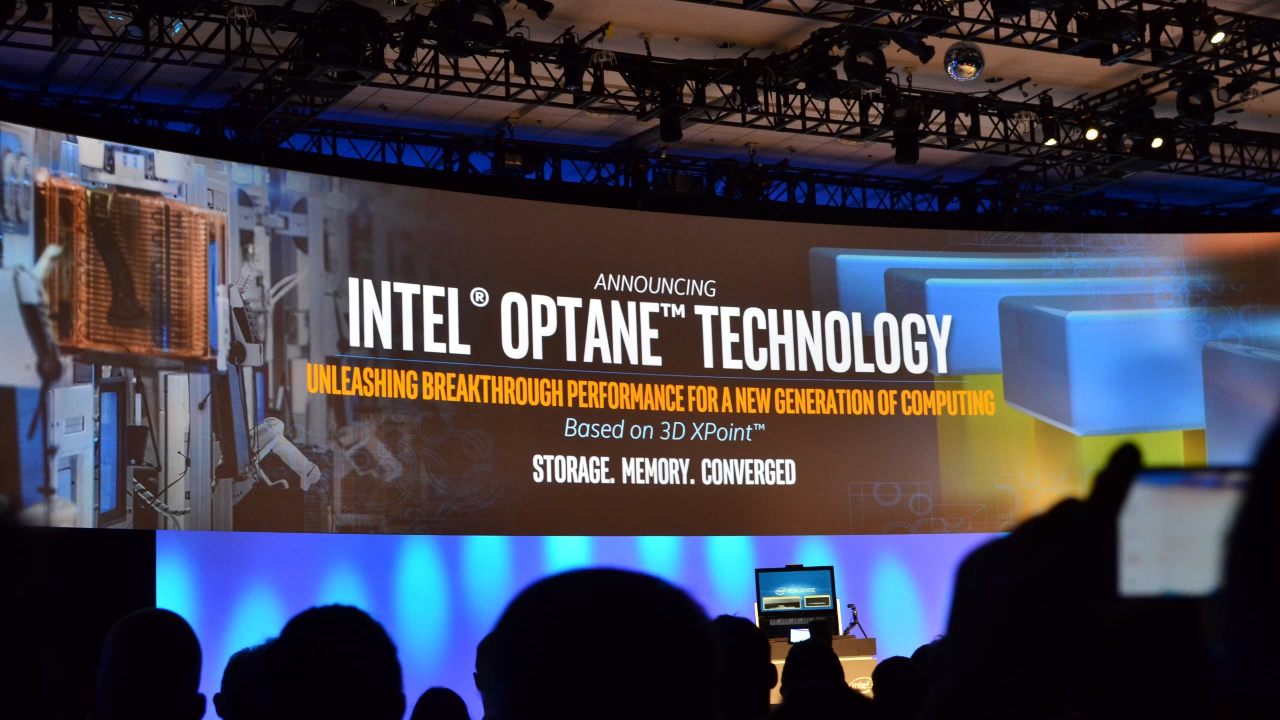 ANNOUNCING
INTEL® OPTANE™ TECHNOLOGY
UNLEASHING BREAKTHROUGH PERFORMANCE FOR A NEW GENERATION OF COMPUTING
Based on 3D XPoint™
STORAGE. MEMORY. CONVERGED
intel